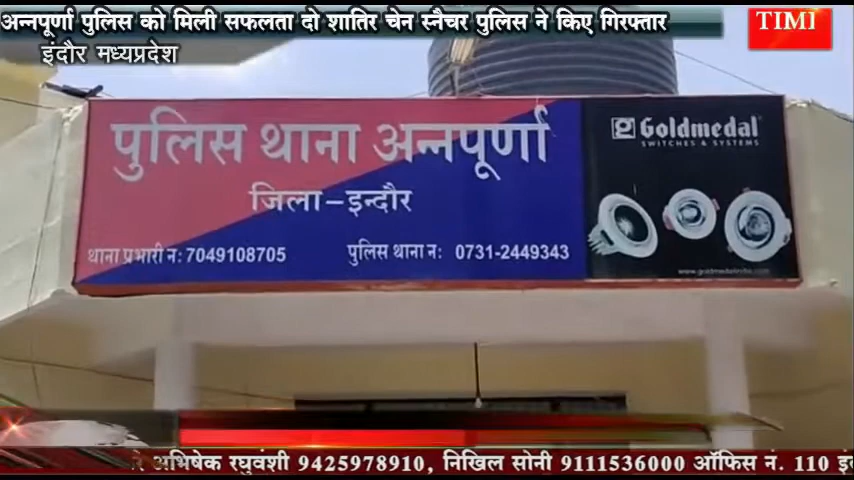 अन्नपूर्णा पुलिस को मिली सफलता दो शातिर चेन स्नैचर पुलिस ने किए गिरफ्तार
TIMI
इंदौर मध्यप्रदेश
पुलिस थाना अन्नपूर्णा
जिला-इन्दौर
थाना प्रभारी न: 7049108705
पुलिस थाना न: 0731-2449343
Goldmedal
SWITCHES & SYSTEMS
www.goldmedalindia.com
अभिषेक रघुवंशी 9425978910, निखिल सोनी 9111536000 ऑफिस न. 110